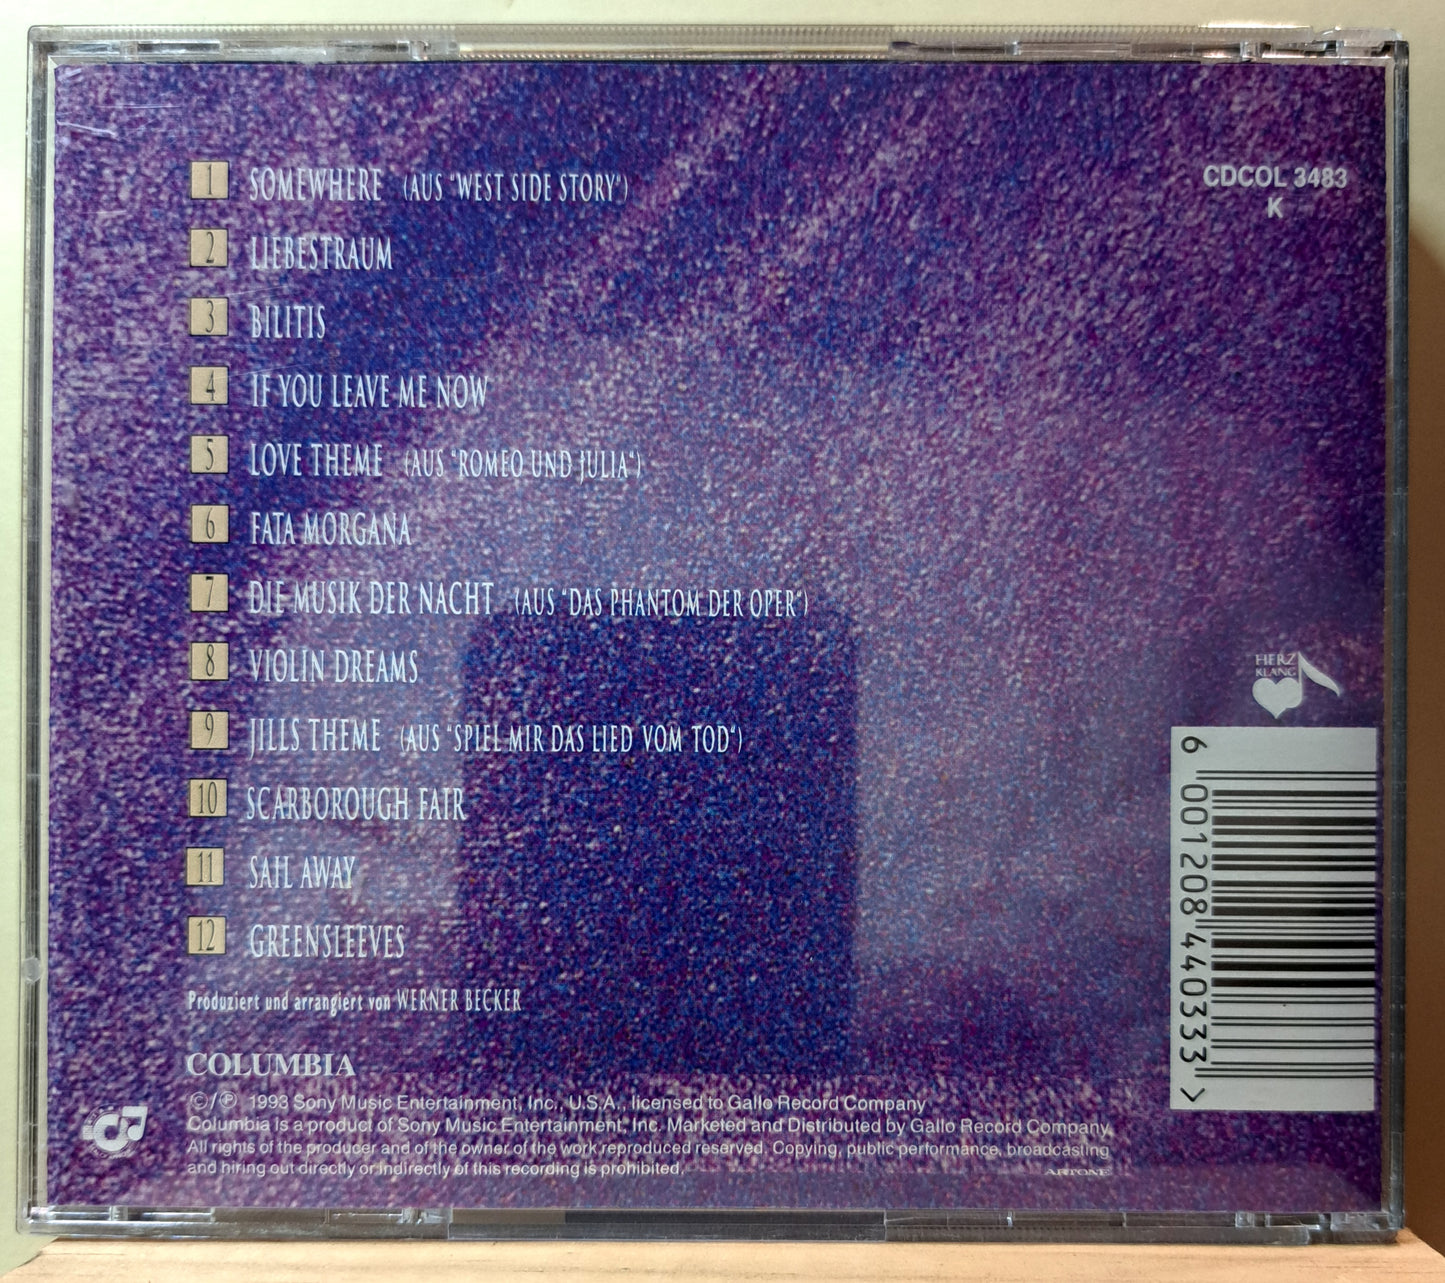 1 SOMEWHERE (AUS "WEST SIDE STORY")
2 LIEBESTRAUM
3 BILITIS
4 IF YOU LEAVE ME NOW
5 LOVE THEME (AUS "ROMEO UND JULIA")
6 FATA MORGANA
7 DIE MUSIK DER NACHT (AUS "DAS PHANTOM DER OPER")
8 VIOLIN DREAMS
9 JILLS THEME (AUS "SPIEL MIR DAS LIED VOM TOD")
10 SCARBOROUGH FAIR
11 SAIL AWAY
12 GREENSLEEVES
Produziert und arrangiert von WERNER BECKER
COLUMBIA
©/℗ 1993 Sony Music Entertainment, Inc., U.S.A., licensed to Gallo Record Company
Columbia is a product of Sony Music Entertainment, Inc. Marketed and Distributed by Gallo Record Company.
All rights of the producer and of the owner of the work reproduced reserved. Copying, public performance, broadcasting
and hiring out directly or indirectly of this recording is prohibited.
ARTONE
CDCOL 3483
K
HERZ
KLANG
6 001208 440333 >